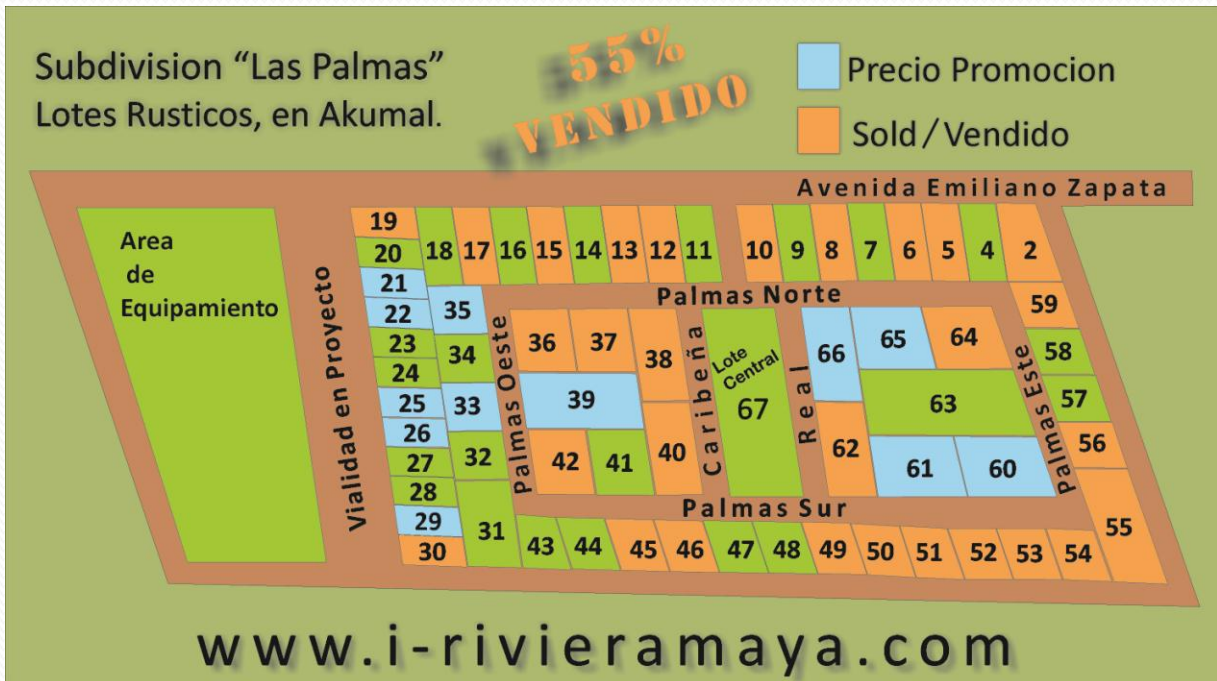 Subdivision “Las Palmas”
Lotes Rusticos, en Akumal.
55%
VENDIDO
Precio Promocion
Sold/Vendido
Avenida Emiliano Zapata
Area
de
Equipamiento
Vialidad en Proyecto
19
20
21
22
23
24
25
26
27
28
29
30
18 17 16 15 14 13 12 11 10 9 8 7 6 5 4 2
35
34
33
32
31
Palmas Norte
Palmas Oeste
36 37 38
39
42 41 40
Caribeña
Lote
Central
67
Real
66 65 64
63
62 61 60
Palmas Este
59
58
57
56
55
Palmas Sur
43 44 45 46 47 48 49 50 51 52 53 54
www.i-rivieramaya.com